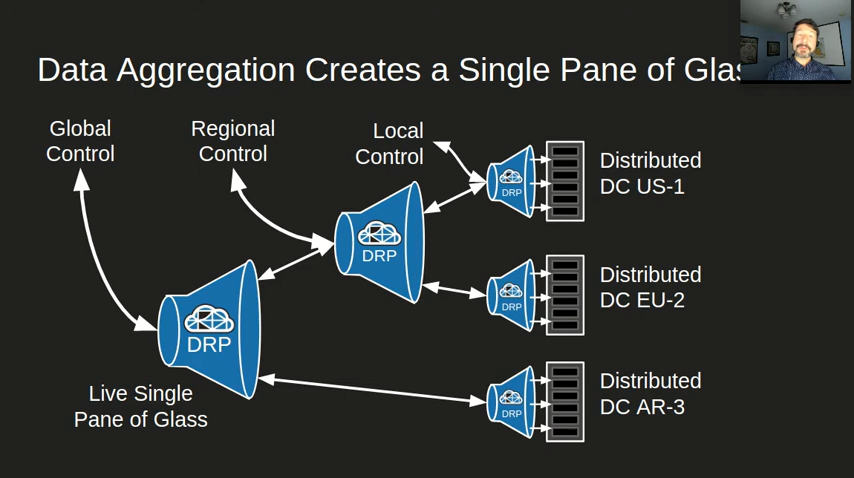 Data Aggregation Creates a Single Pane of Glas
Global
Control
Regional
Control
Local
Control
DRP
Distributed
DC US-1
DRP
DRP
Distributed
DC EU-2
DRP
Live Single
Pane of Glass
DRP
Distributed
DC AR-3